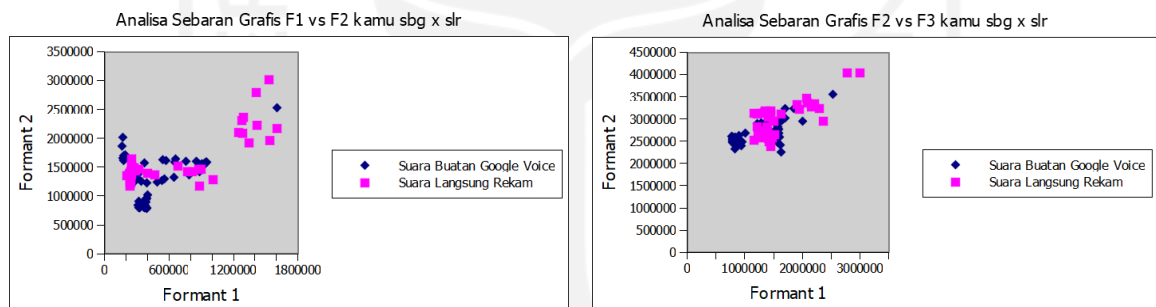 Analisa Sebaran Grafis F1 vs F2 kamu sbg x slr
3500000
3000000
2500000
2000000
1500000
1000000
500000
0
0 600000 1200000 1800000
Formant 2
Formant 1
Suara Buatan Google Voice
Suara Langsung Rekam
Analisa Sebaran Grafis F2 vs F3 kamu sbg x slr
4500000
4000000
3500000
3000000
2500000
2000000
1500000
1000000
500000
0
0 1000000 2000000 3000000
Formant 2
Formant 1
Suara Buatan Google Voice
Suara Langsung Rekam